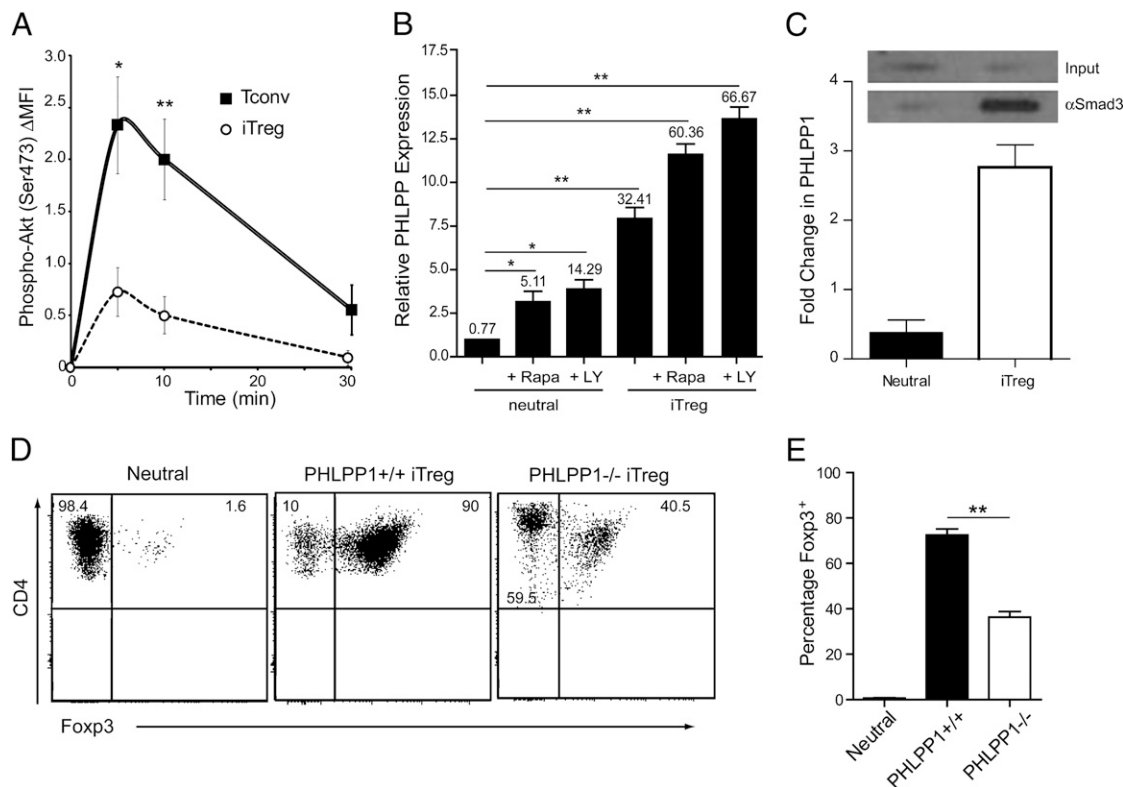 A
Phospho-Akt (Ser473) ΔMFI
3.0
2.5
2.0
1.5
1.0
0.5
0
*
**
Tconv
iTreg
0
10
20
30
Time (min)
B
Relative PHLPP Expression
17.5
15.0
12.5
10.0
7.5
5.0
2.5
0.0
**
66.67
**
60.36
**
32.41
*
14.29
*
5.11
0.77
+ Rapa
+ LY
+ Rapa
+ LY
neutral
iTreg
C
Input
αSmad3
Fold Change in PHLPP1
4
3
2
1
0
Neutral
iTreg
D
Neutral
PHLPP1+/+ iTreg
PHLPP1-/- iTreg
98.4
1.6
10
90
40.5
59.5
CD4
Foxp3
E
Percentage Foxp3+
100
80
60
40
20
0
**
Neutral
PHLPP1+/+
PHLPP1-/-